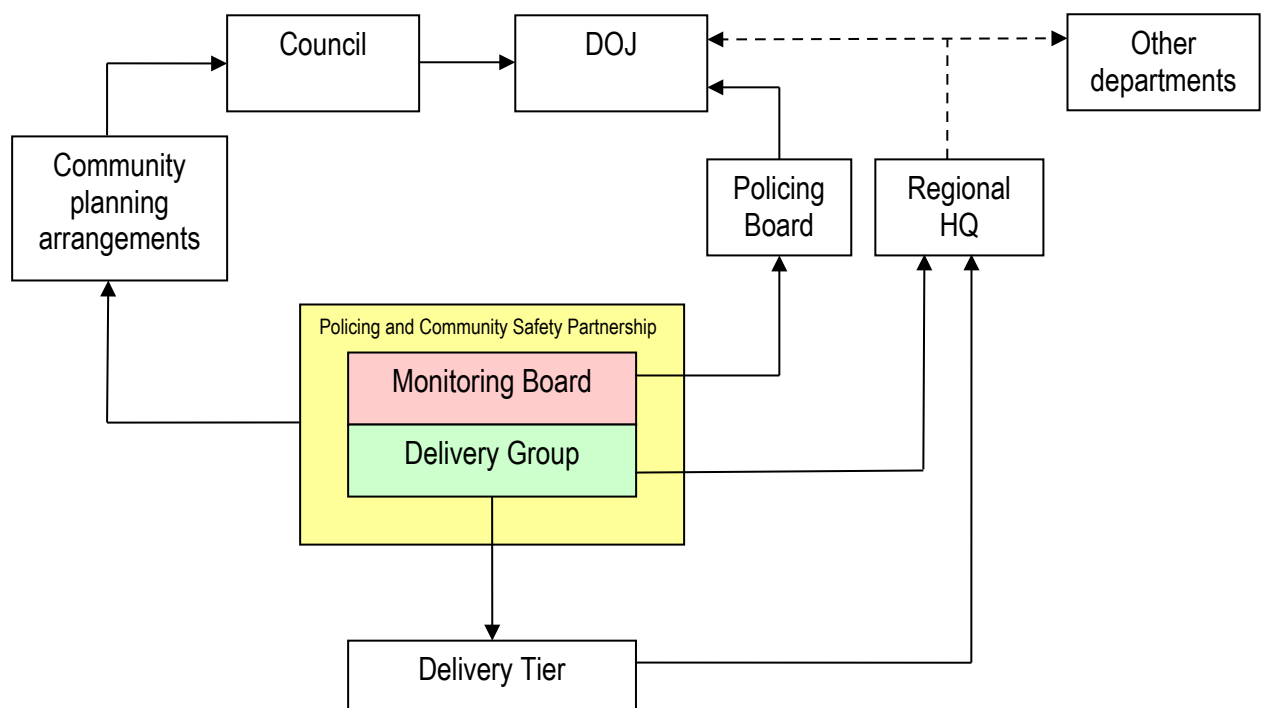 Council
DOJ
Other
departments
Community
planning
arrangements
Policing
Board
Regional
HQ
Policing and Community Safety Partnership
Monitoring Board
Delivery Group
Delivery Tier